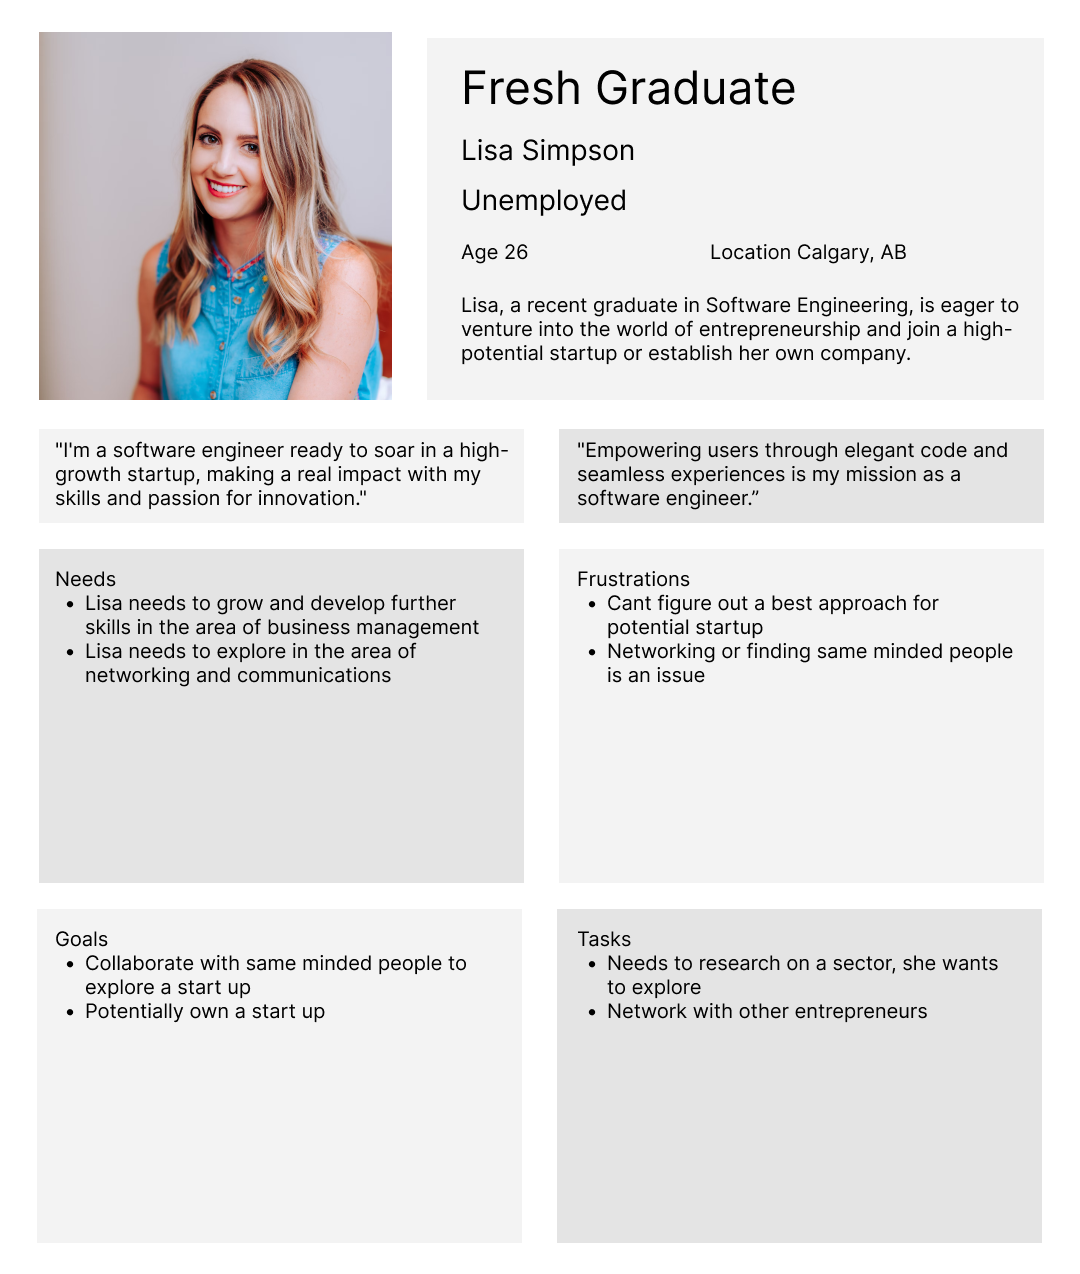 Fresh Graduate
Lisa Simpson
Unemployed
Age 26
Location Calgary, AB
Lisa, a recent graduate in Software Engineering, is eager to
venture into the world of entrepreneurship and join a high-
potential startup or establish her own company.
"I'm a software engineer ready to soar in a high-
growth startup, making a real impact with my
skills and passion for innovation."
"Empowering users through elegant code and
seamless experiences is my mission as a
software engineer.”
Needs
• Lisa needs to grow and develop further
skills in the area of business management
• Lisa needs to explore in the area of
networking and communications
Frustrations
• Cant figure out a best approach for
potential startup
• Networking or finding same minded people
is an issue
Goals
• Collaborate with same minded people to
explore a start up
• Potentially own a start up
Tasks
• Needs to research on a sector, she wants
to explore
• Network with other entrepreneurs